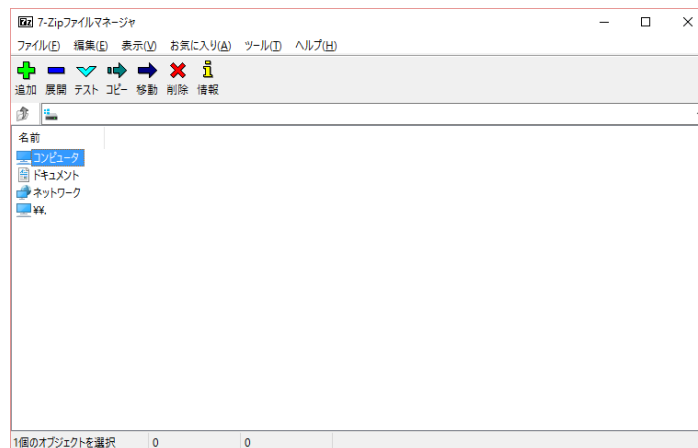 7z 7-Zipファイルマネージャ
ファイル(F) 編集(E) 表示(V) お気に入り(A) ツール(T) ヘルプ(H)
追加 展開 テスト コピー 移動 削除 情報
名前
コンピュータ
ドキュメント
ネットワーク
¥¥.
1個のオブジェクトを選択 0 0